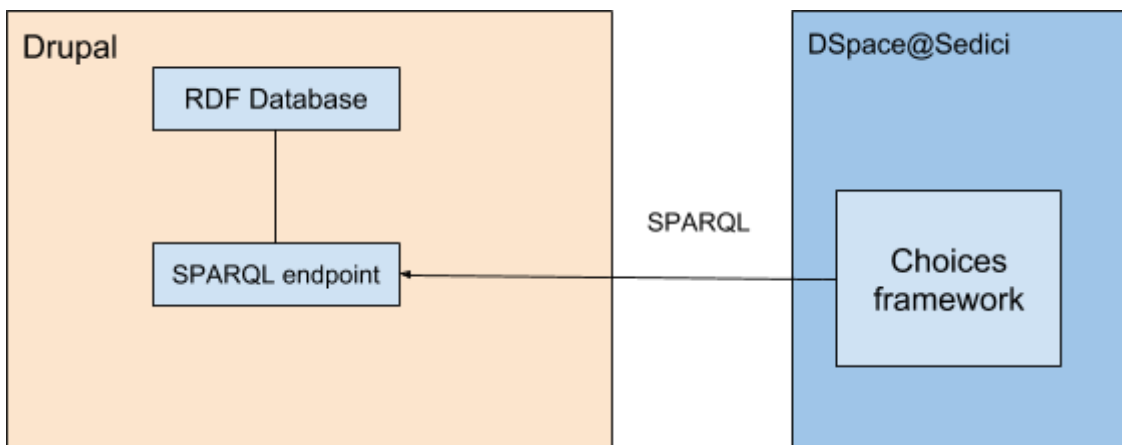 Drupal
RDF Database
SPARQL endpoint
SPARQL
DSpace@Sedici
Choices
framework